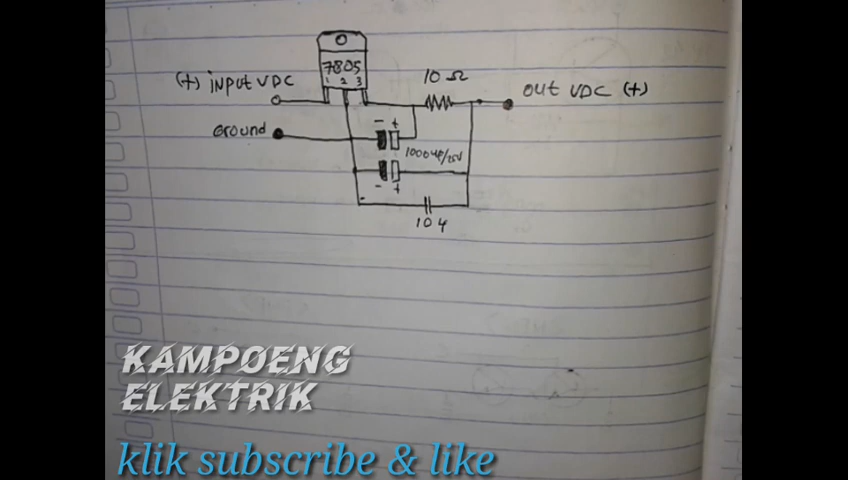 7805
1 2 3
10 Ω
(+) INPUT VDC
OUT VDC (+)
Ground
- +
1000uF/25V
- +
104
KAMPOENG
ELEKTRIK
klik subscribe & like